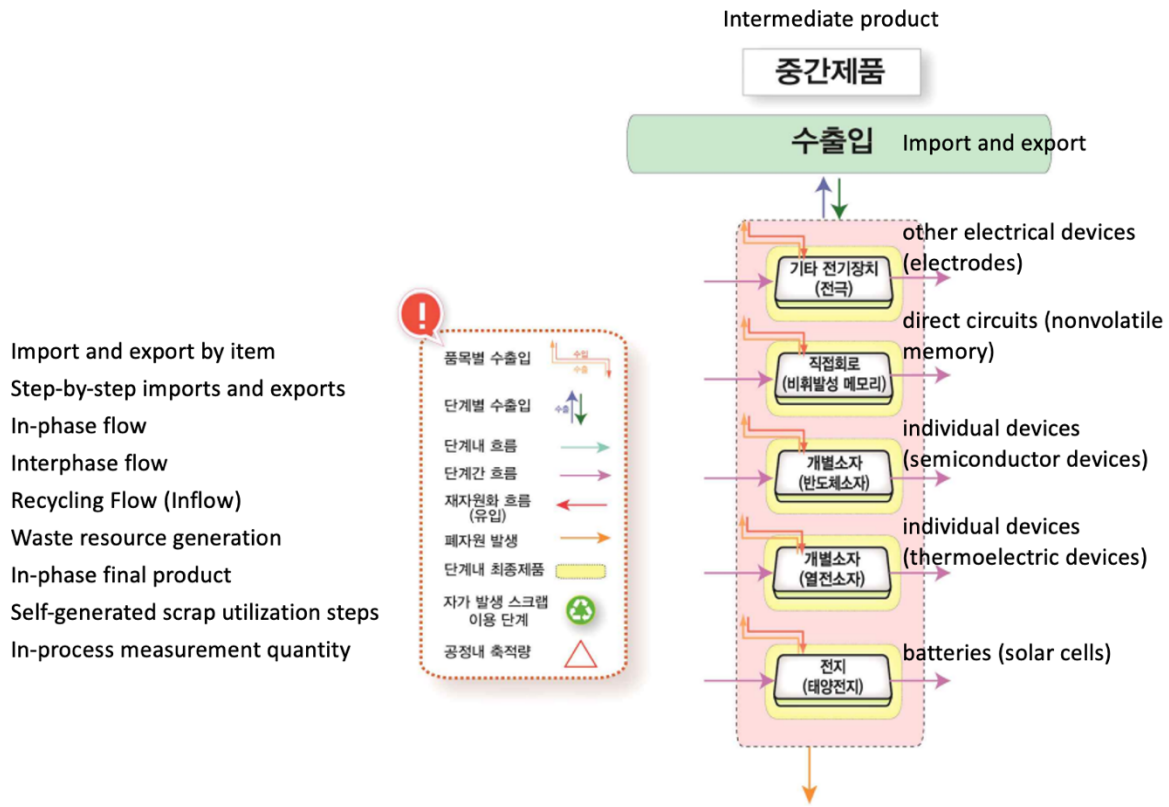 Intermediate product
중간제품
수출입
Import and export
other electrical devices
(electrodes)
기타 전기장치
(전극)
direct circuits (nonvolatile
memory)
직접회로
(비휘발성 메모리)
individual devices
(semiconductor devices)
개별소자
(반도체소자)
individual devices
(thermoelectric devices)
개별소자
(열전소자)
batteries (solar cells)
전지
(태양전지)
!
Import and export by item
Step-by-step imports and exports
In-phase flow
Interphase flow
Recycling Flow (Inflow)
Waste resource generation
In-phase final product
Self-generated scrap utilization steps
In-process measurement quantity
품목별 수출입
수입
수출
단계별 수출입
수출
단계내 흐름
단계간 흐름
재자원화 흐름
(유입)
폐자원 발생
단계내 최종제품
자가 발생 스크랩
이용 단계
공정내 축적량